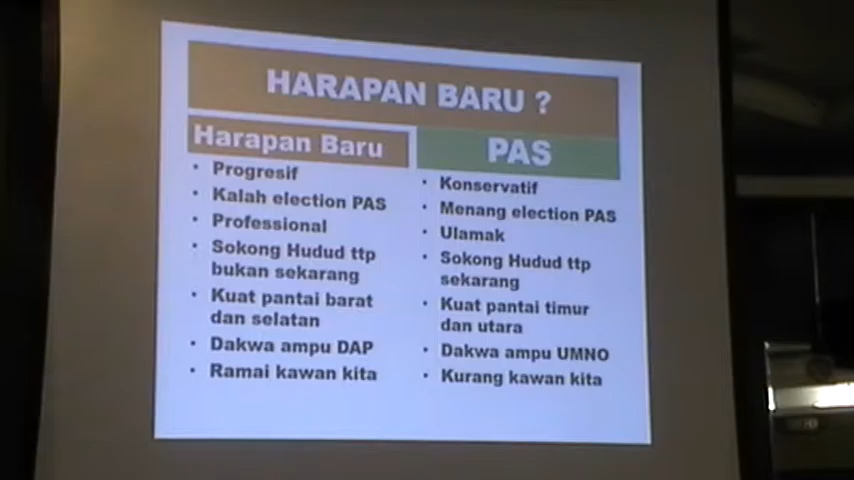 HARAPAN BARU ?
Harapan Baru
• Progresif
• Kalah election PAS
• Professional
• Sokong Hudud ttp
bukan sekarang
• Kuat pantai barat
dan selatan
• Dakwa ampu DAP
• Ramai kawan kita
PAS
• Konservatif
• Menang election PAS
• Ulamak
• Sokong Hudud ttp
sekarang
• Kuat pantai timur
dan utara
• Dakwa ampu UMNO
• Kurang kawan kita